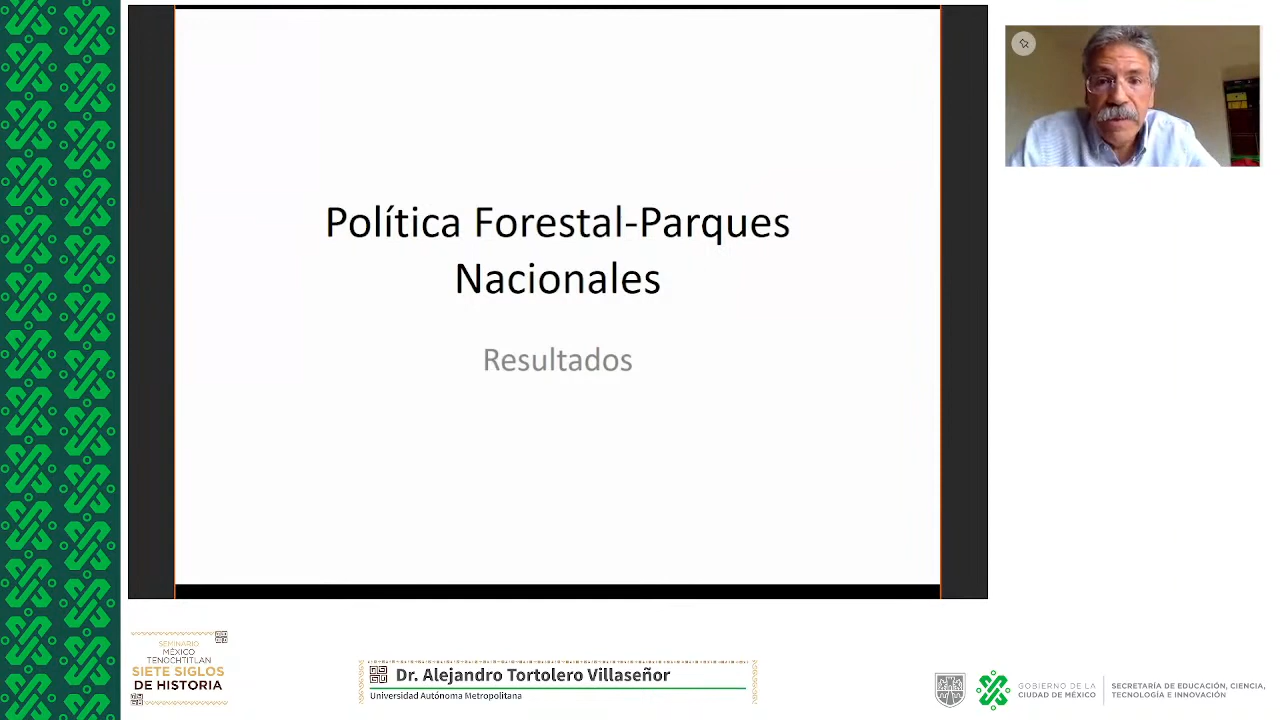 Política Forestal-Parques
Nacionales
Resultados
SEMINARIO
MÉXICO
TENOCHTITLAN
SIETE SIGLOS
DE HISTORIA
Dr. Alejandro Tortolero Villaseñor
Universidad Autónoma Metropolitana
GOBIERNO DE LA
CIUDAD DE MÉXICO
SECRETARÍA DE EDUCACIÓN, CIENCIA,
TECNOLOGÍA E INNOVACIÓN